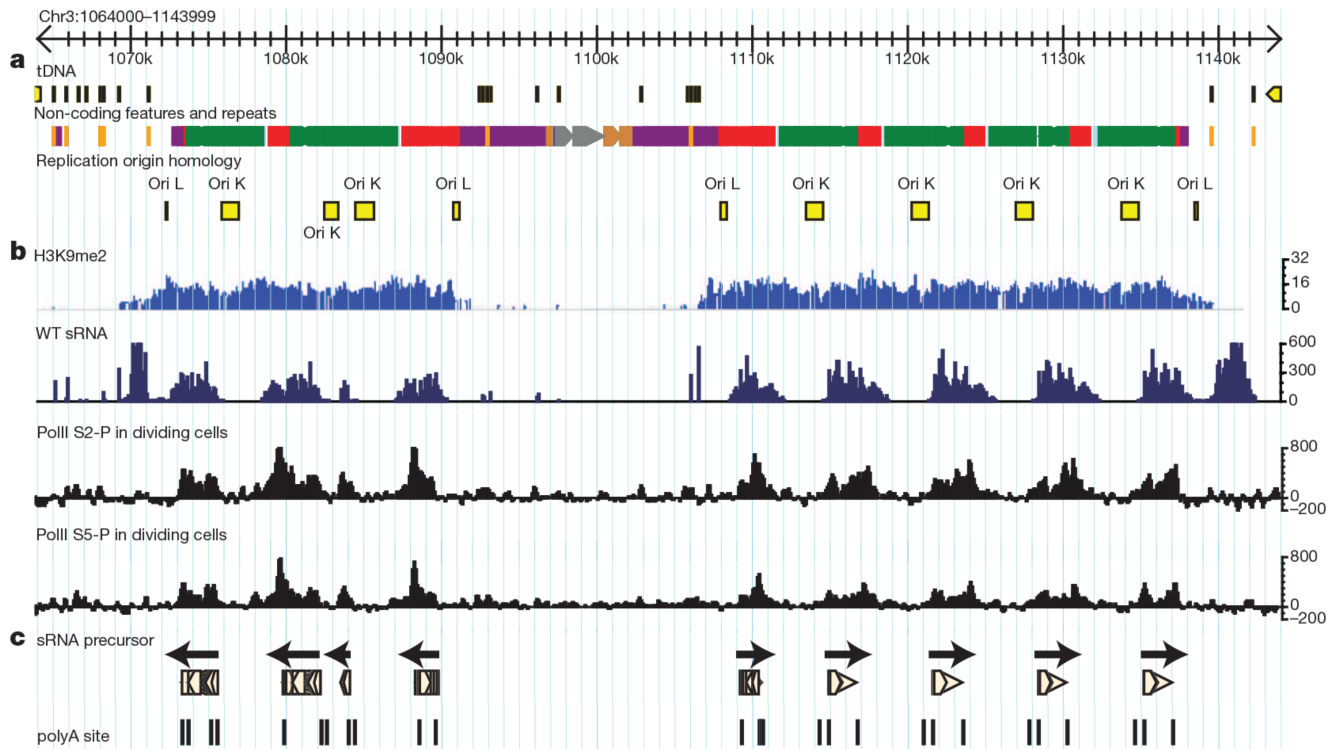 Chr3:1064000–1143999
1070k 1080k 1090k 1100k 1110k 1120k 1130k 1140k
a
tDNA
Non-coding features and repeats
Replication origin homology
Ori L Ori K Ori K Ori L Ori L Ori K Ori K Ori K Ori K Ori L
Ori K
b
H3K9me2
32
16
0
WT sRNA
600
300
0
PolII S2-P in dividing cells
800
0
–200
PolII S5-P in dividing cells
800
0
–200
c
sRNA precursor
polyA site